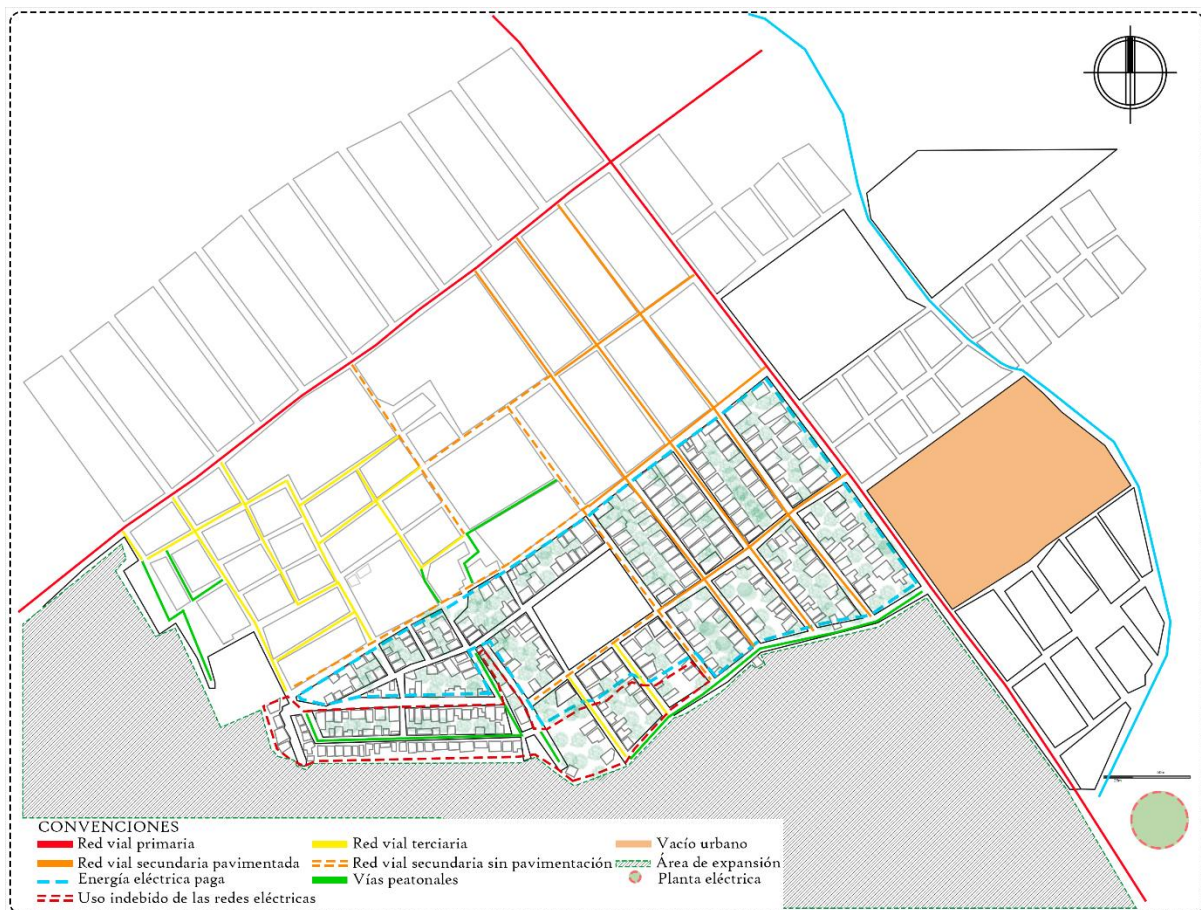 CONVENCIONES
Red vial primaria
Red vial terciaria
Vacío urbano
Red vial secundaria pavimentada
Red vial secundaria sin pavimentación
Área de expansión
Energía eléctrica paga
Vías peatonales
Planta eléctrica
Uso indebido de las redes eléctricas